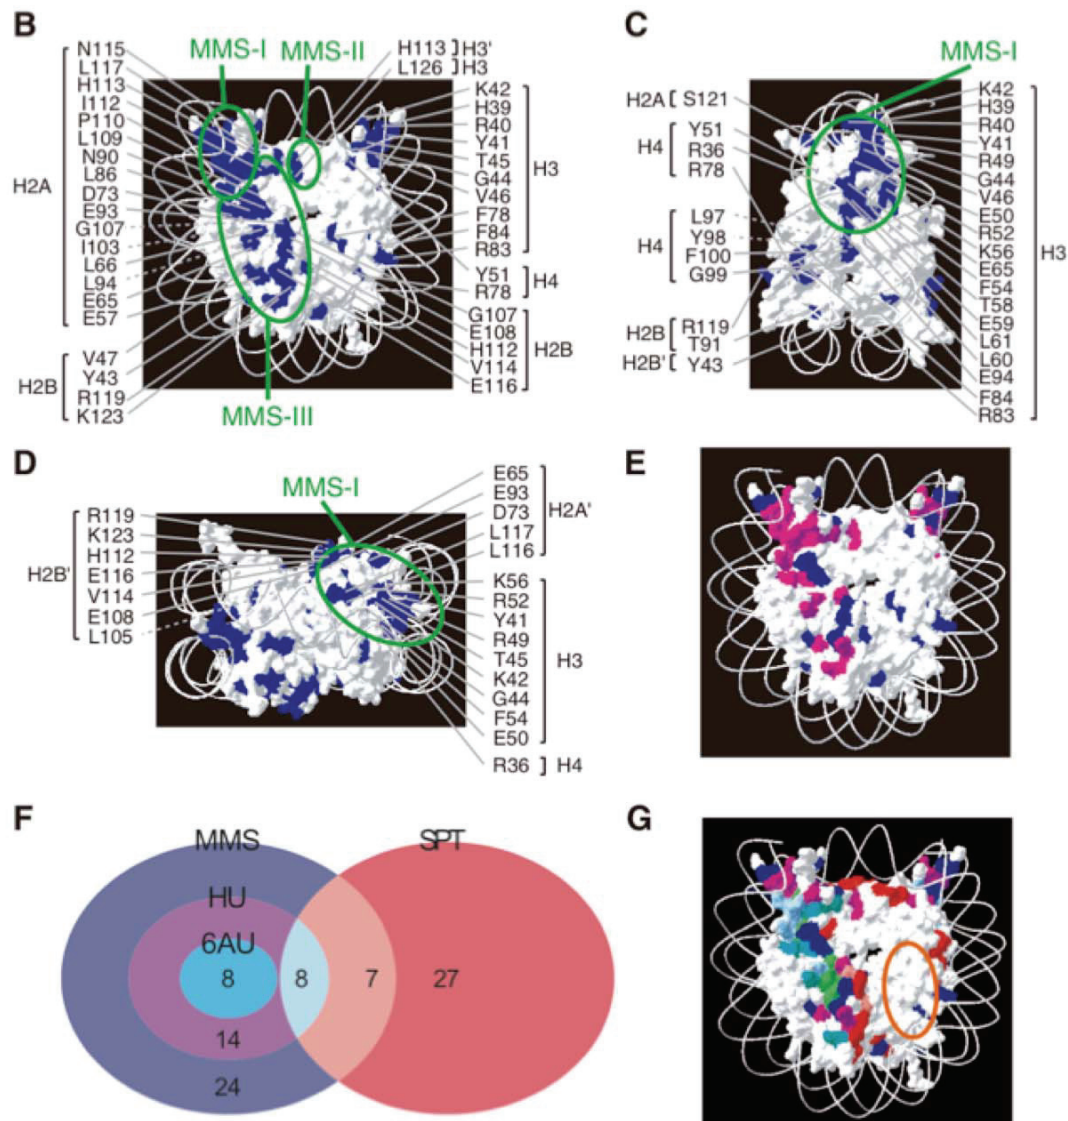 B
MMS-I
MMS-II
N115
L117
H113
I112
P110
L109
N90
L86
D73
E93
G107
I103
L66
L94
E65
E57
H2A
V47
Y43
R119
K123
H2B
H113 ]H3'
L126 ]H3
K42
H39
R40
Y41
T45
G44
V46
F78
F84
R83
H3
Y51
R78
H4
G107
E108
H112
V114
E116
H2B
MMS-III
C
MMS-I
H2A [ S121
Y51
R36
R78
H4
L97
Y98
F100
G99
H4
R119
T91
H2B
H2B'[ Y43
K42
H39
R40
Y41
R49
G44
V46
E50
R52
K56
E65
F54
T58
E59
L61
L60
E94
F84
R83
H3
D
MMS-I
R119
K123
H112
E116
V114
E108
L105
H2B'
E65
E93
D73
L117
L116
H2A'
K56
R52
Y41
R49
T45
K42
G44
F54
E50
H3
R36 ] H4
E
F
MMS
SPT
HU
6AU
8 8 7 27
14
24
G